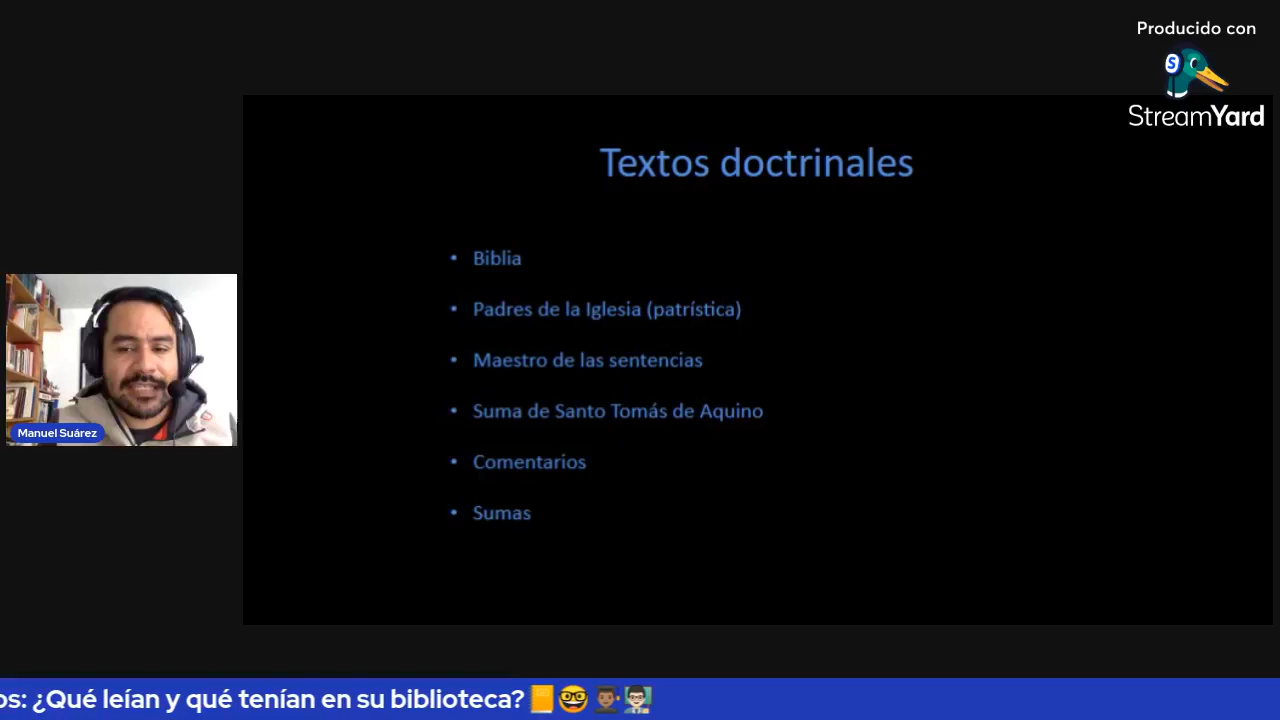 Producido con
StreamYard
Textos doctrinales
• Biblia
• Padres de la Iglesia (patrística)
• Maestro de las sentencias
• Suma de Santo Tomás de Aquino
• Comentarios
• Sumas
Manuel Suárez
os: ¿Qué leían y qué tenían en su biblioteca?